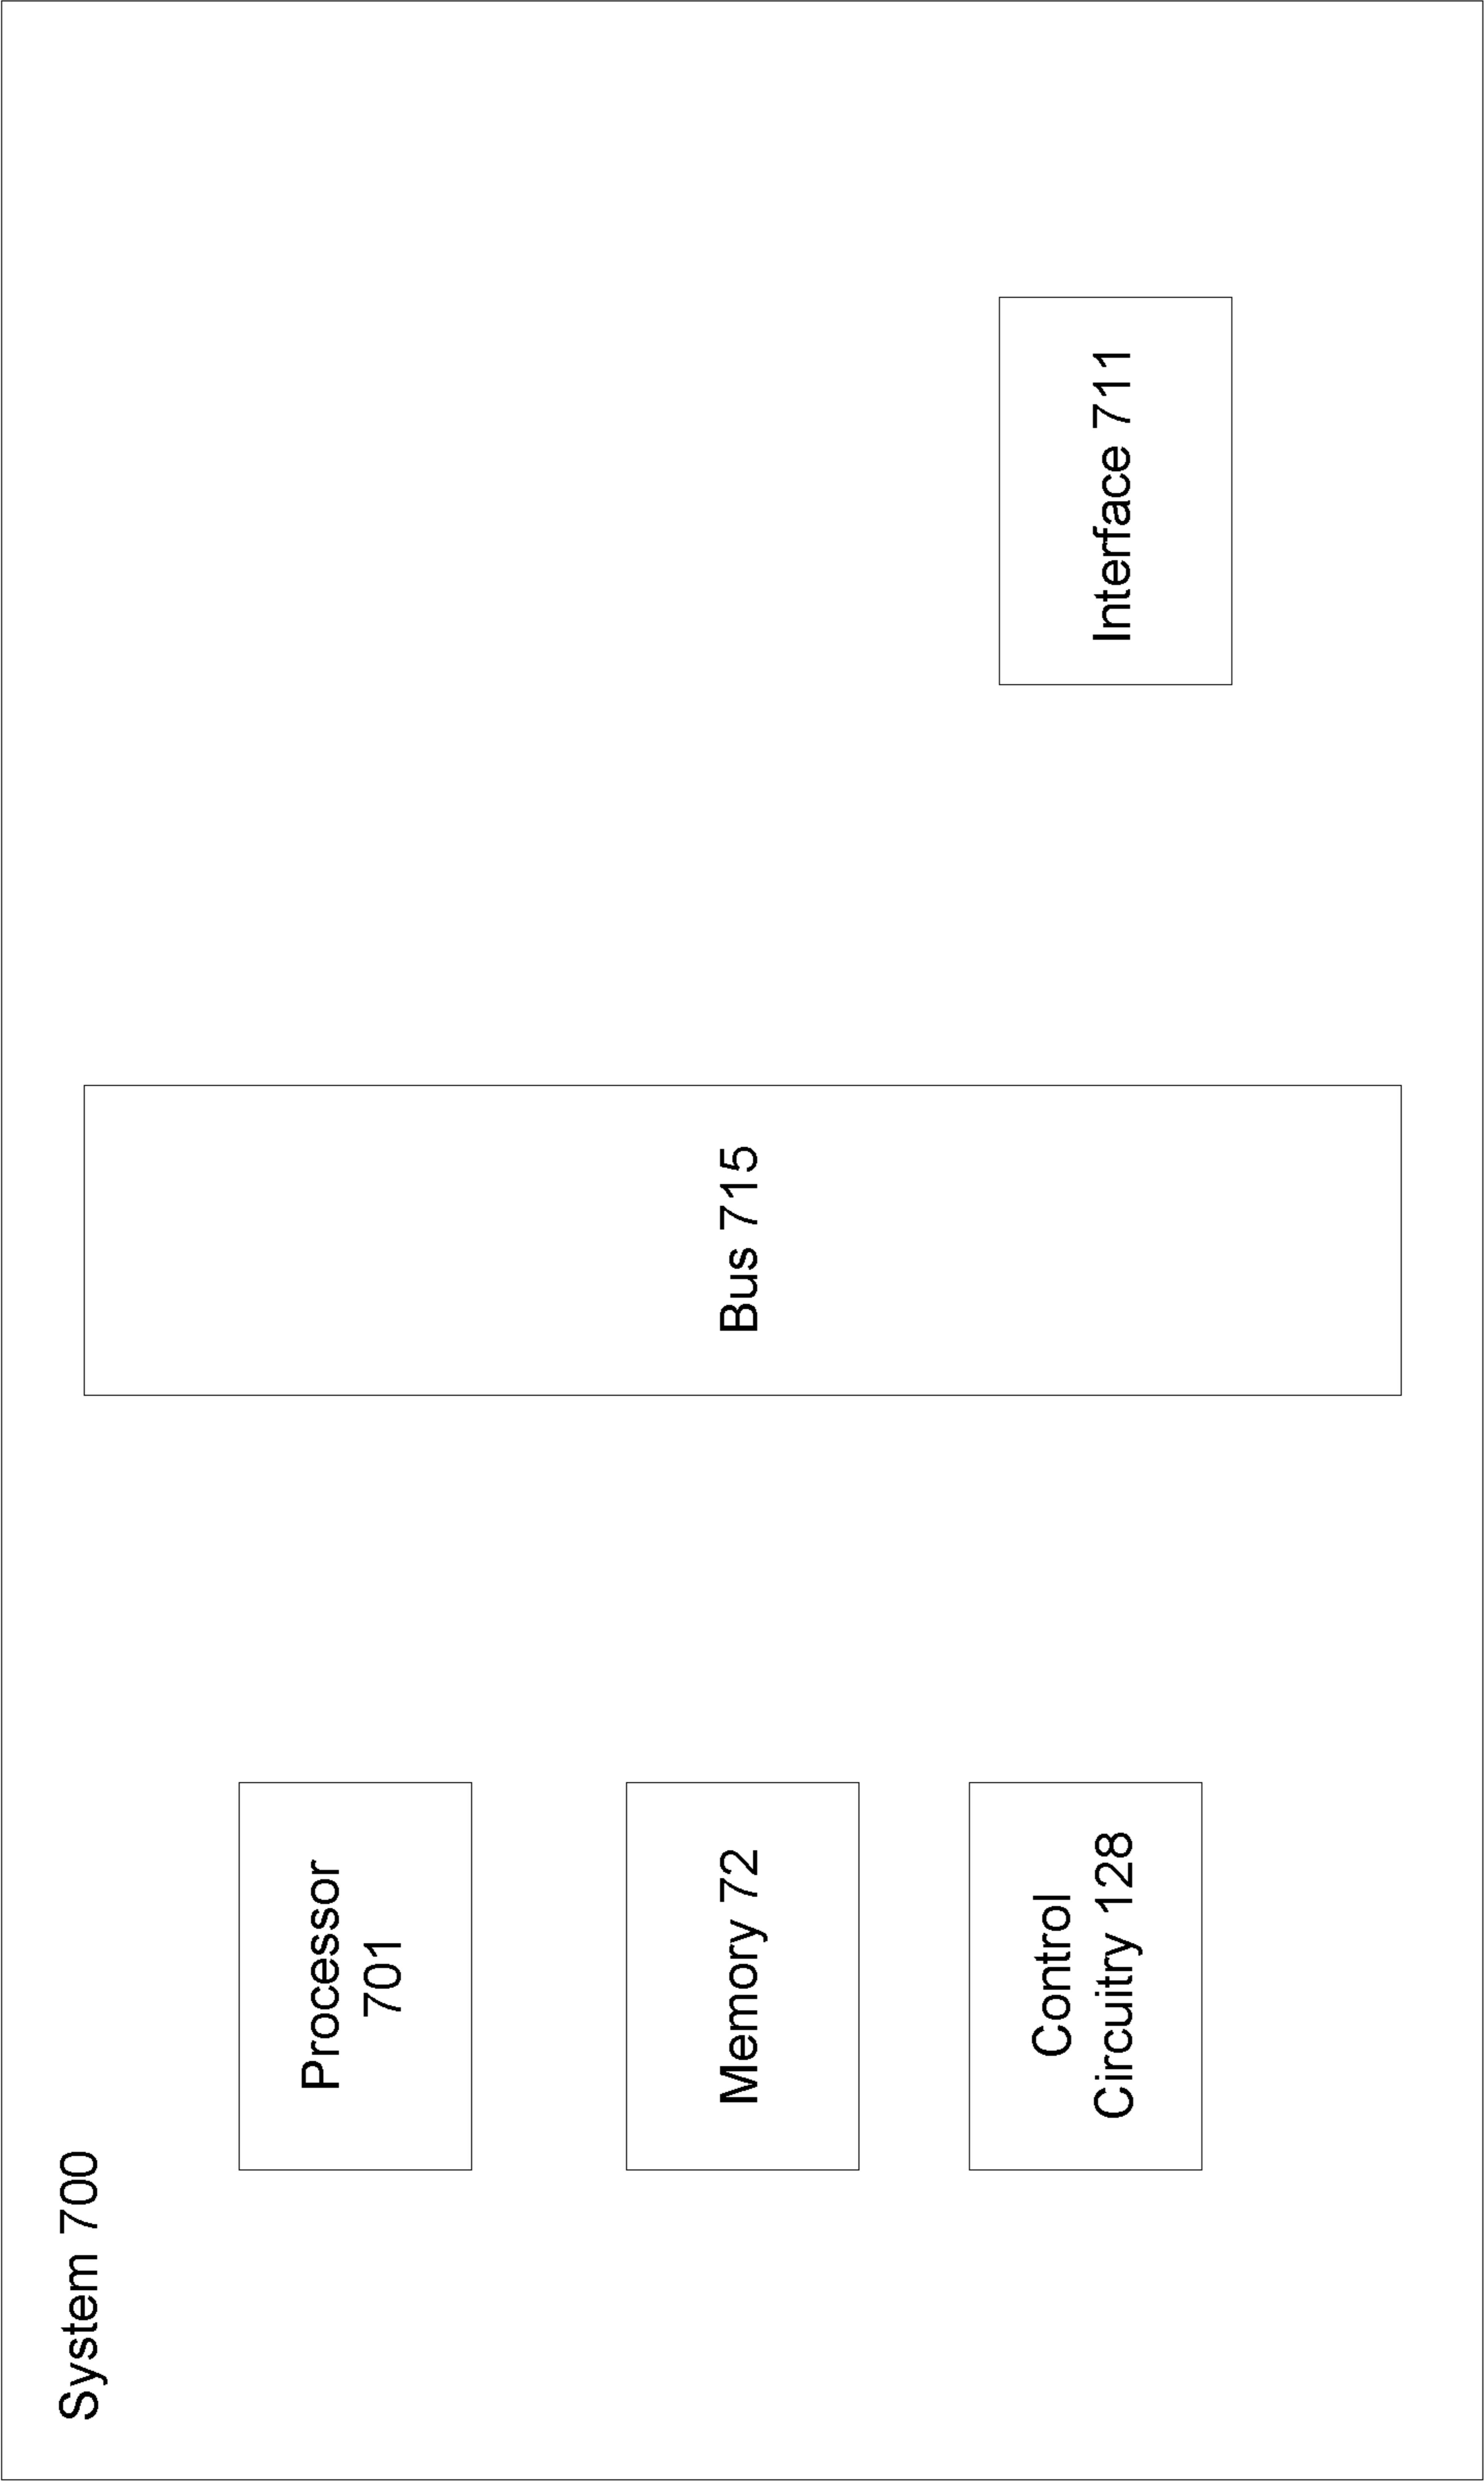 System 700
Processor
701
Memory 72
Control
Circuitry 128
Bus 715
Interface 711